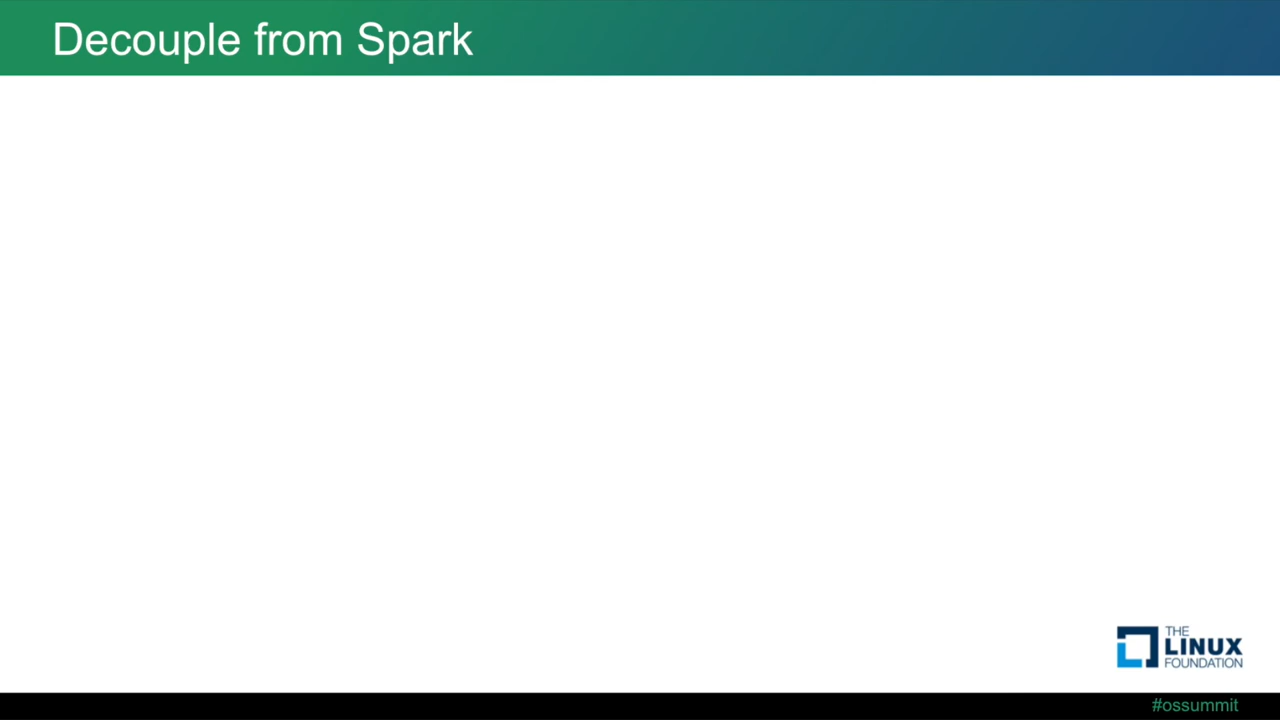 Decouple from Spark
THE
LINUX
FOUNDATION
#ossummit